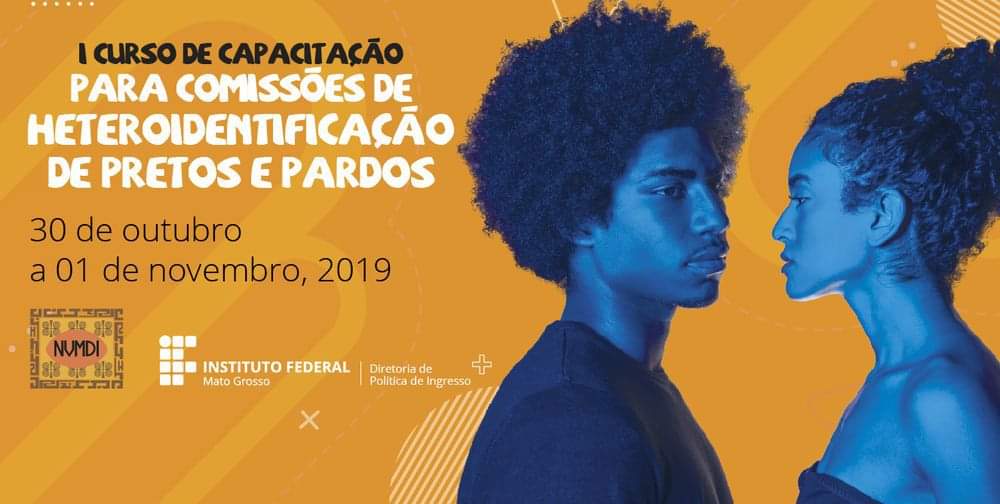 I CURSO DE CAPACITAÇÃO
PARA COMISSÕES DE
HETEROIDENTIFICAÇÃO
DE PRETOS E PARDOS
30 de outubro
a 01 de novembro, 2019
NUMDI
INSTITUTO FEDERAL
Mato Grosso
Diretoria de
Política de Ingresso